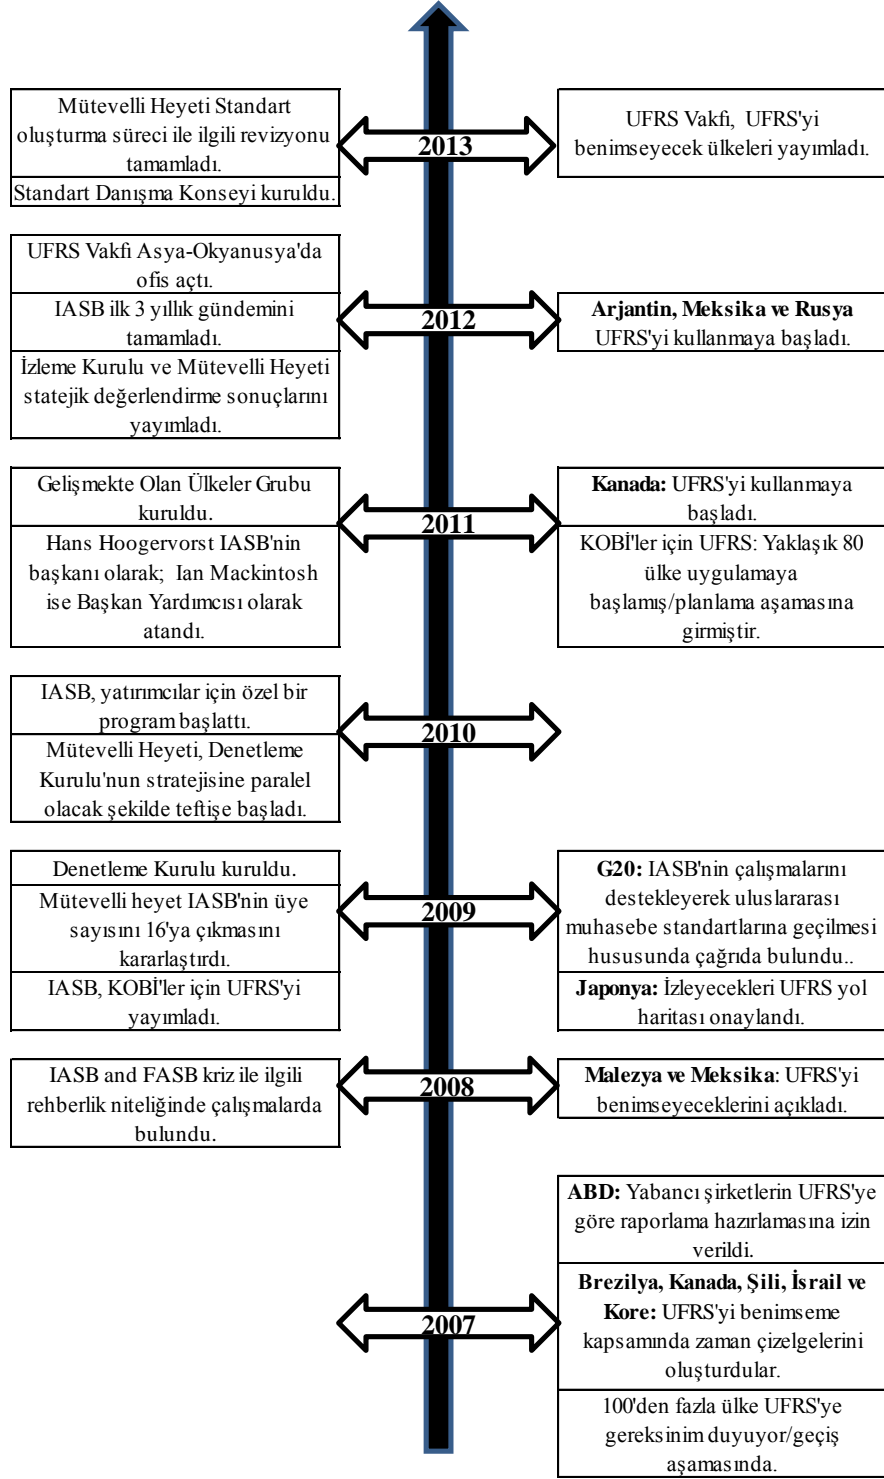 Mütevelli Heyeti Standart
oluşturma süreci ile ilgili revizyonu
tamamladı.
Standart Danışma Konseyi kuruldu.
2013
UFRS Vakfı, UFRS'yi
benimseyecek ülkeleri yayımladı.
UFRS Vakfı Asya-Okyanusya'da
ofis açtı.
IASB ilk 3 yıllık gündemini
tamamladı.
İzleme Kurulu ve Mütevelli Heyeti
statejik değerlendirme sonuçlarını
yayımladı.
2012
Arjantin, Meksika ve Rusya
UFRS'yi kullanmaya başladı.
Gelişmekte Olan Ülkeler Grubu
kuruldu.
Hans Hoogervorst IASB'nin
başkanı olarak; Ian Mackintosh
ise Başkan Yardımcısı olarak
atandı.
2011
Kanada: UFRS'yi kullanmaya
başladı.
KOBİ'ler için UFRS: Yaklaşık 80
ülke uygulamaya
başlamış/planlama aşamasına
girmiştir.
IASB, yatırımcılar için özel bir
program başlattı.
Mütevelli Heyeti, Denetleme
Kurulu'nun stratejisine paralel
olacak şekilde teftişe başladı.
2010
Denetleme Kurulu kuruldu.
Mütevelli heyet IASB'nin üye
sayısını 16'ya çıkmasını
kararlaştırdı.
IASB, KOBİ'ler için UFRS'yi
yayımladı.
2009
G20: IASB'nin çalışmalarını
destekleyerek uluslararası
muhasebe standartlarına geçilmesi
hususunda çağrıda bulundu..
Japonya: İzleyecekleri UFRS yol
haritası onaylandı.
IASB and FASB kriz ile ilgili
rehberlik niteliğinde çalışmalarda
bulundu.
2008
Malezya ve Meksika: UFRS'yi
benimseyeceklerini açıkladı.
2007
ABD: Yabancı şirketlerin UFRS'ye
göre raporlama hazırlamasına izin
verildi.
Brezilya, Kanada, Şili, İsrail ve
Kore: UFRS'yi benimseme
kapsamında zaman çizelgelerini
oluşturdular.
100'den fazla ülke UFRS'ye
gereksinim duyuyor/geçiş
aşamasında.